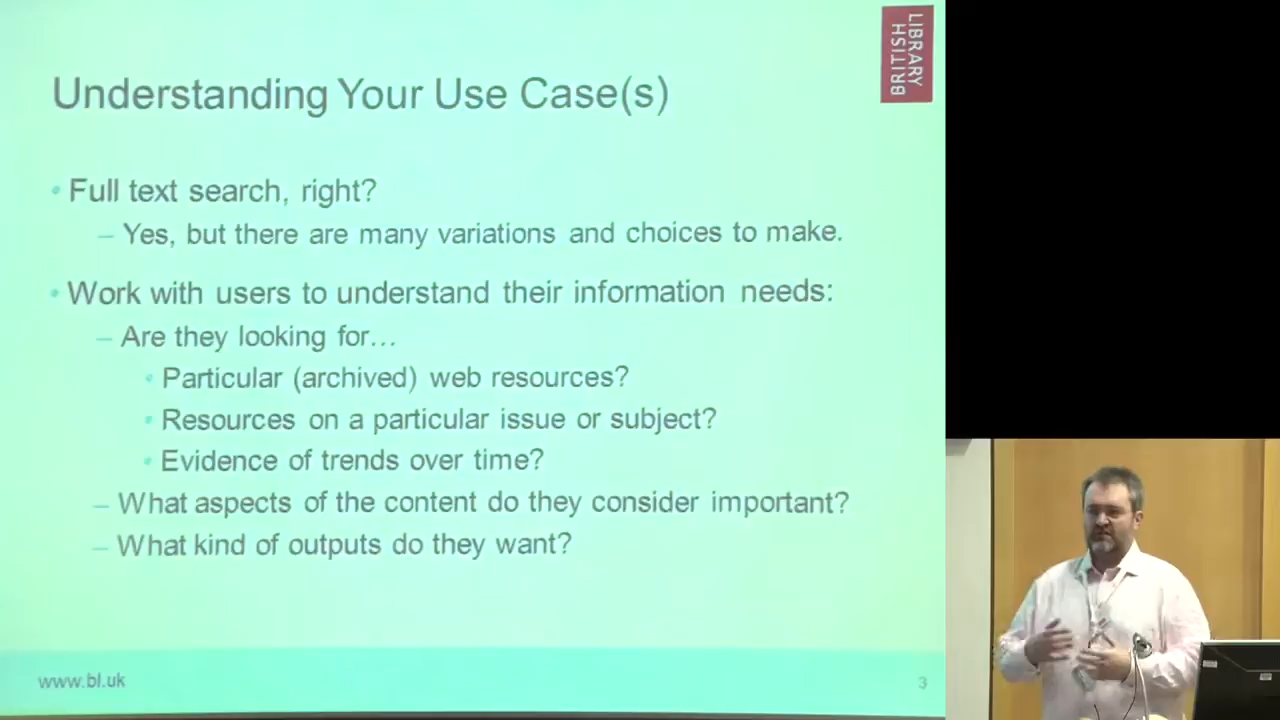 Understanding Your Use Case(s)
LIBRARY
BRITISH
• Full text search, right?
– Yes, but there are many variations and choices to make.
• Work with users to understand their information needs:
– Are they looking for…
• Particular (archived) web resources?
• Resources on a particular issue or subject?
• Evidence of trends over time?
– What aspects of the content do they consider important?
– What kind of outputs do they want?
www.bl.uk
3